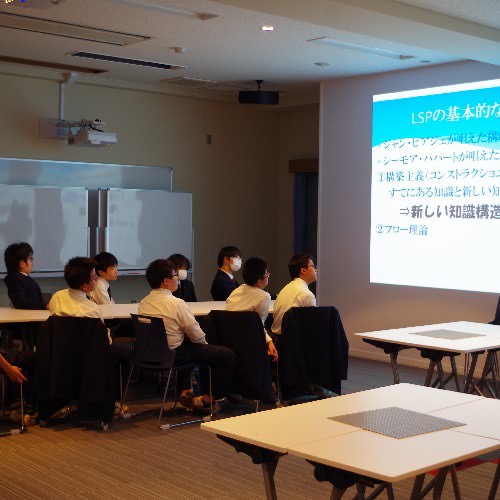 LSPの基本的な
・ジャン・ピアジェが唱えた構
・シーモア・パパートが唱えた
①構築主義(コンストラクショ
すでにある知識と新しい知
⇒新しい知識構造
②フロー理論